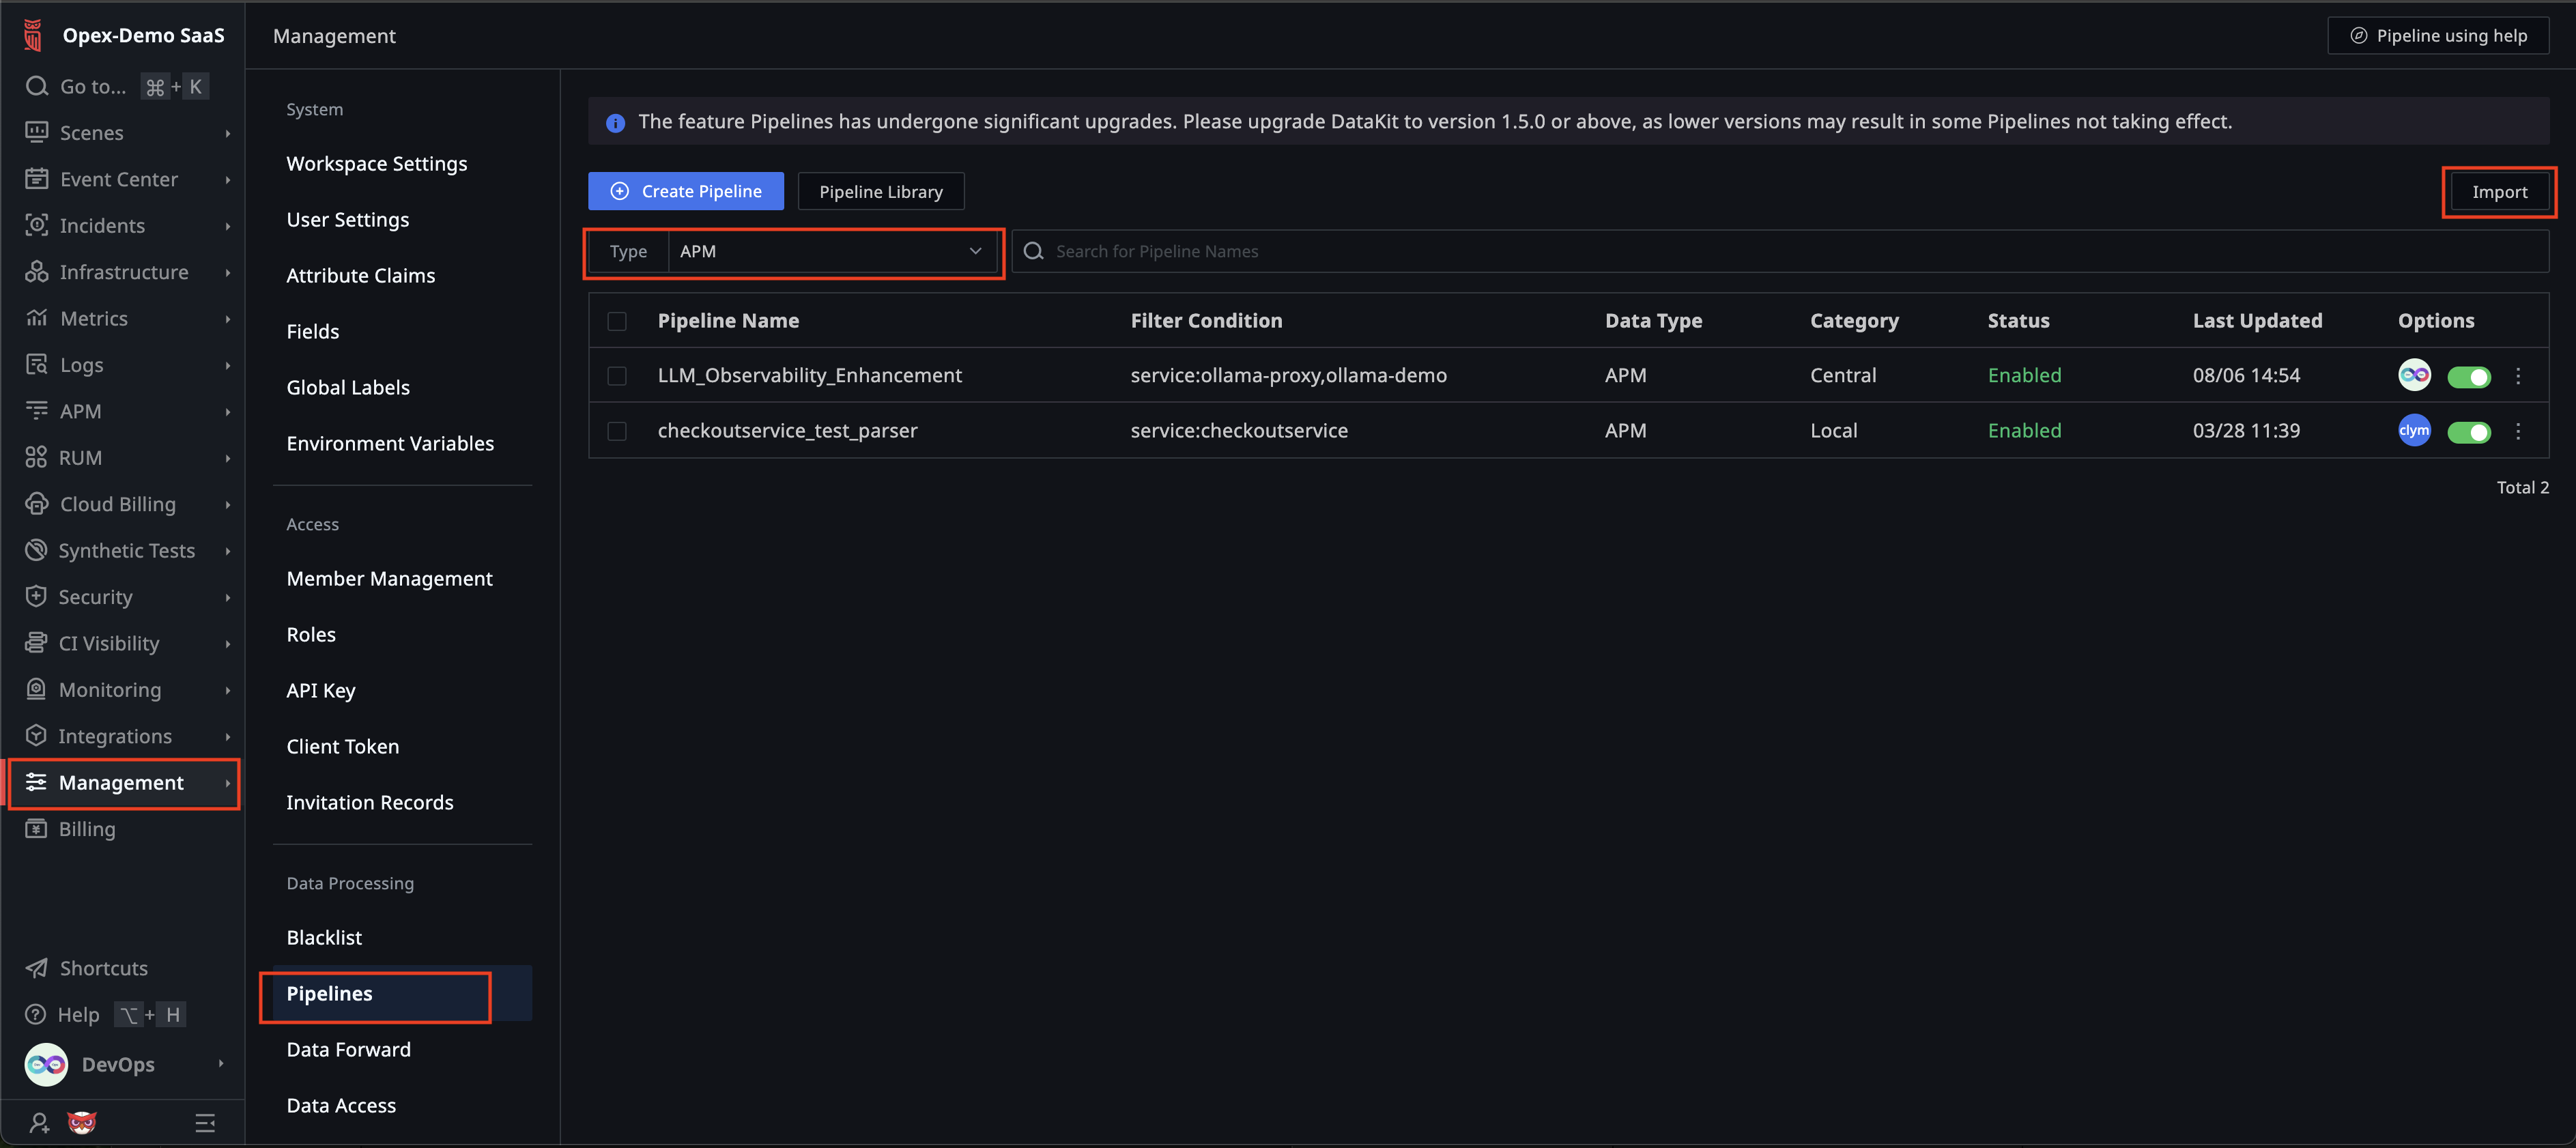 Opex-Demo SaaS
Go to... ⌘ + K
Scenes
Event Center
Incidents
Infrastructure
Metrics
Logs
APM
RUM
Cloud Billing
Synthetic Tests
Security
CI Visibility
Monitoring
Integrations
Management
Billing
Shortcuts
Help ⌥ + H
DevOps
Management
Pipeline using help
System
Workspace Settings
User Settings
Attribute Claims
Fields
Global Labels
Environment Variables
Access
Member Management
Roles
API Key
Client Token
Invitation Records
Data Processing
Blacklist
Pipelines
Data Forward
Data Access
The feature Pipelines has undergone significant upgrades. Please upgrade DataKit to version 1.5.0 or above, as lower versions may result in some Pipelines not taking effect.
Create Pipeline Pipeline Library Import
Type APM Search for Pipeline Names
Pipeline Name Filter Condition Data Type Category Status Last Updated Options
LLM_Observability_Enhancement service:ollama-proxy,ollama-demo APM Central Enabled 08/06 14:54
checkoutservice_test_parser service:checkoutservice APM Local Enabled 03/28 11:39 clym
Total 2